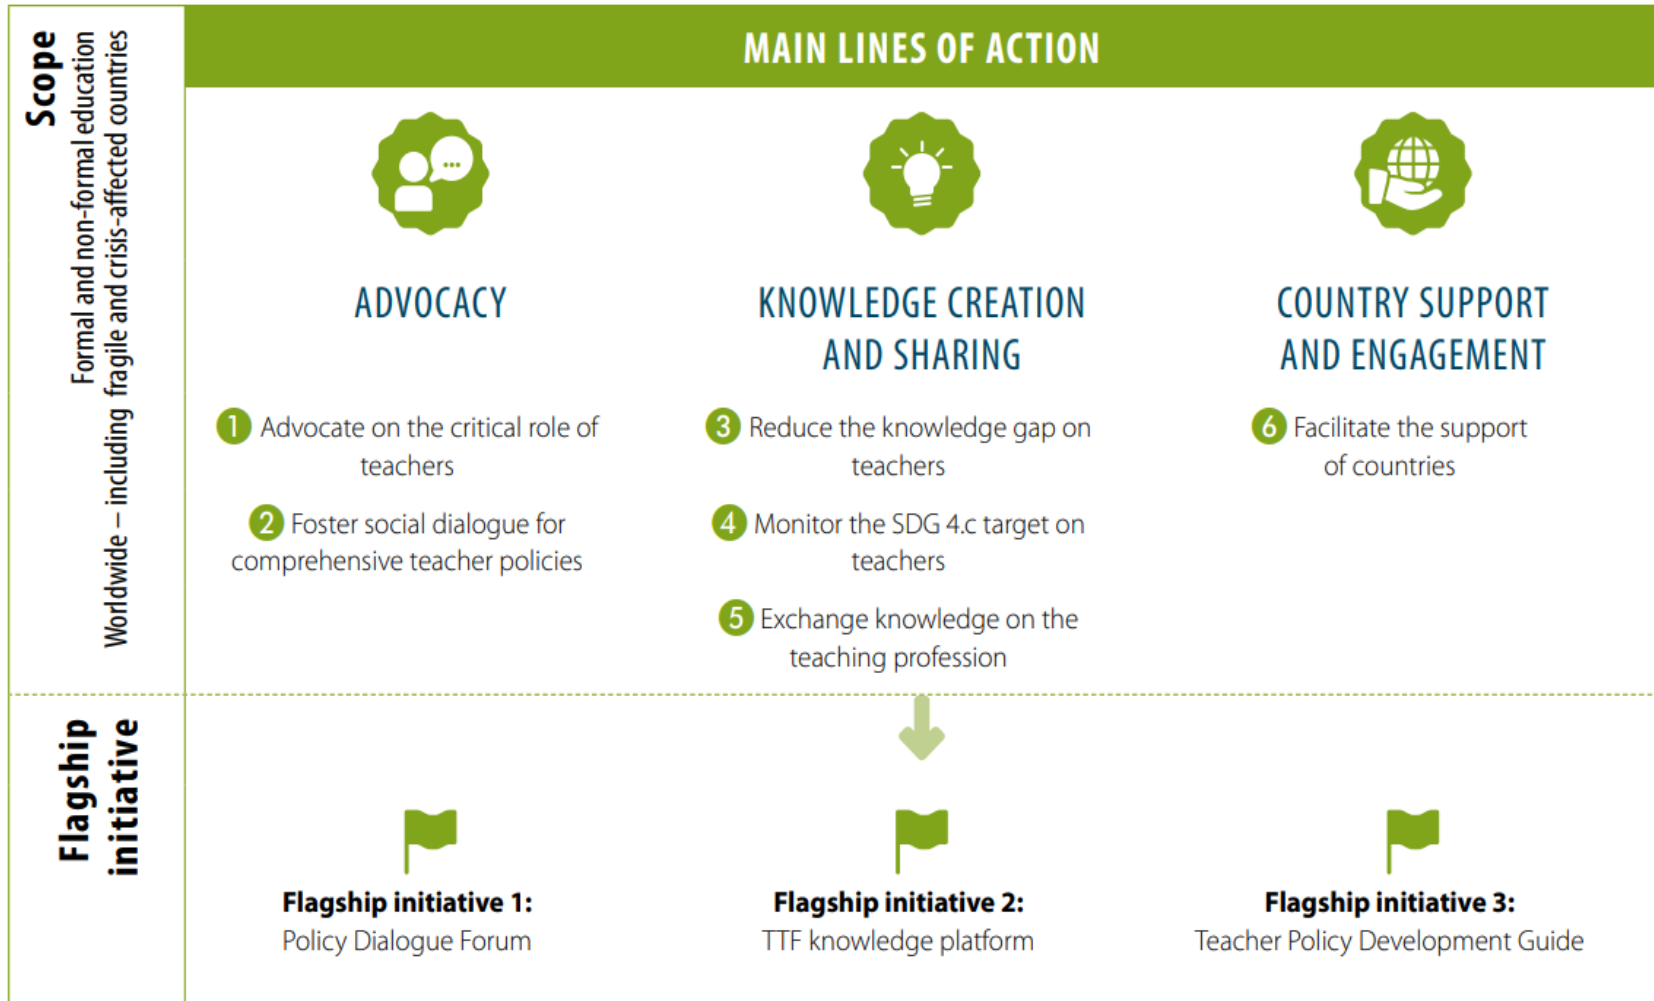 Scope
Formal and non-formal education
Worldwide – including fragile and crisis-affected countries
MAIN LINES OF ACTION
ADVOCACY
1 Advocate on the critical role of
teachers
2 Foster social dialogue for
comprehensive teacher policies
KNOWLEDGE CREATION
AND SHARING
3 Reduce the knowledge gap on
teachers
4 Monitor the SDG 4.c target on
teachers
5 Exchange knowledge on the
teaching profession
COUNTRY SUPPORT
AND ENGAGEMENT
6 Facilitate the support
of countries
Flagship
initiative
Flagship initiative 1:
Policy Dialogue Forum
Flagship initiative 2:
TTF knowledge platform
Flagship initiative 3:
Teacher Policy Development Guide